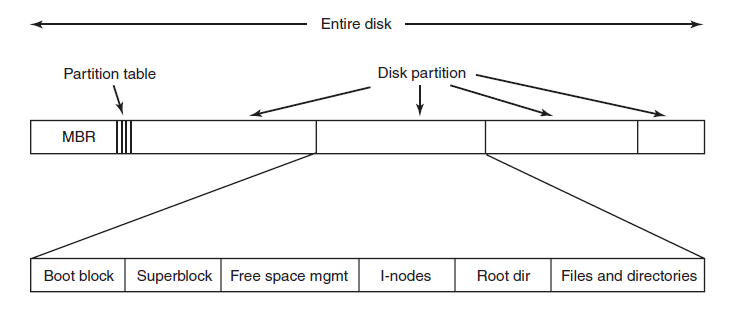 Entire disk
Partition table
Disk partition
MBR
Boot block
Superblock
Free space mgmt
I-nodes
Root dir
Files and directories